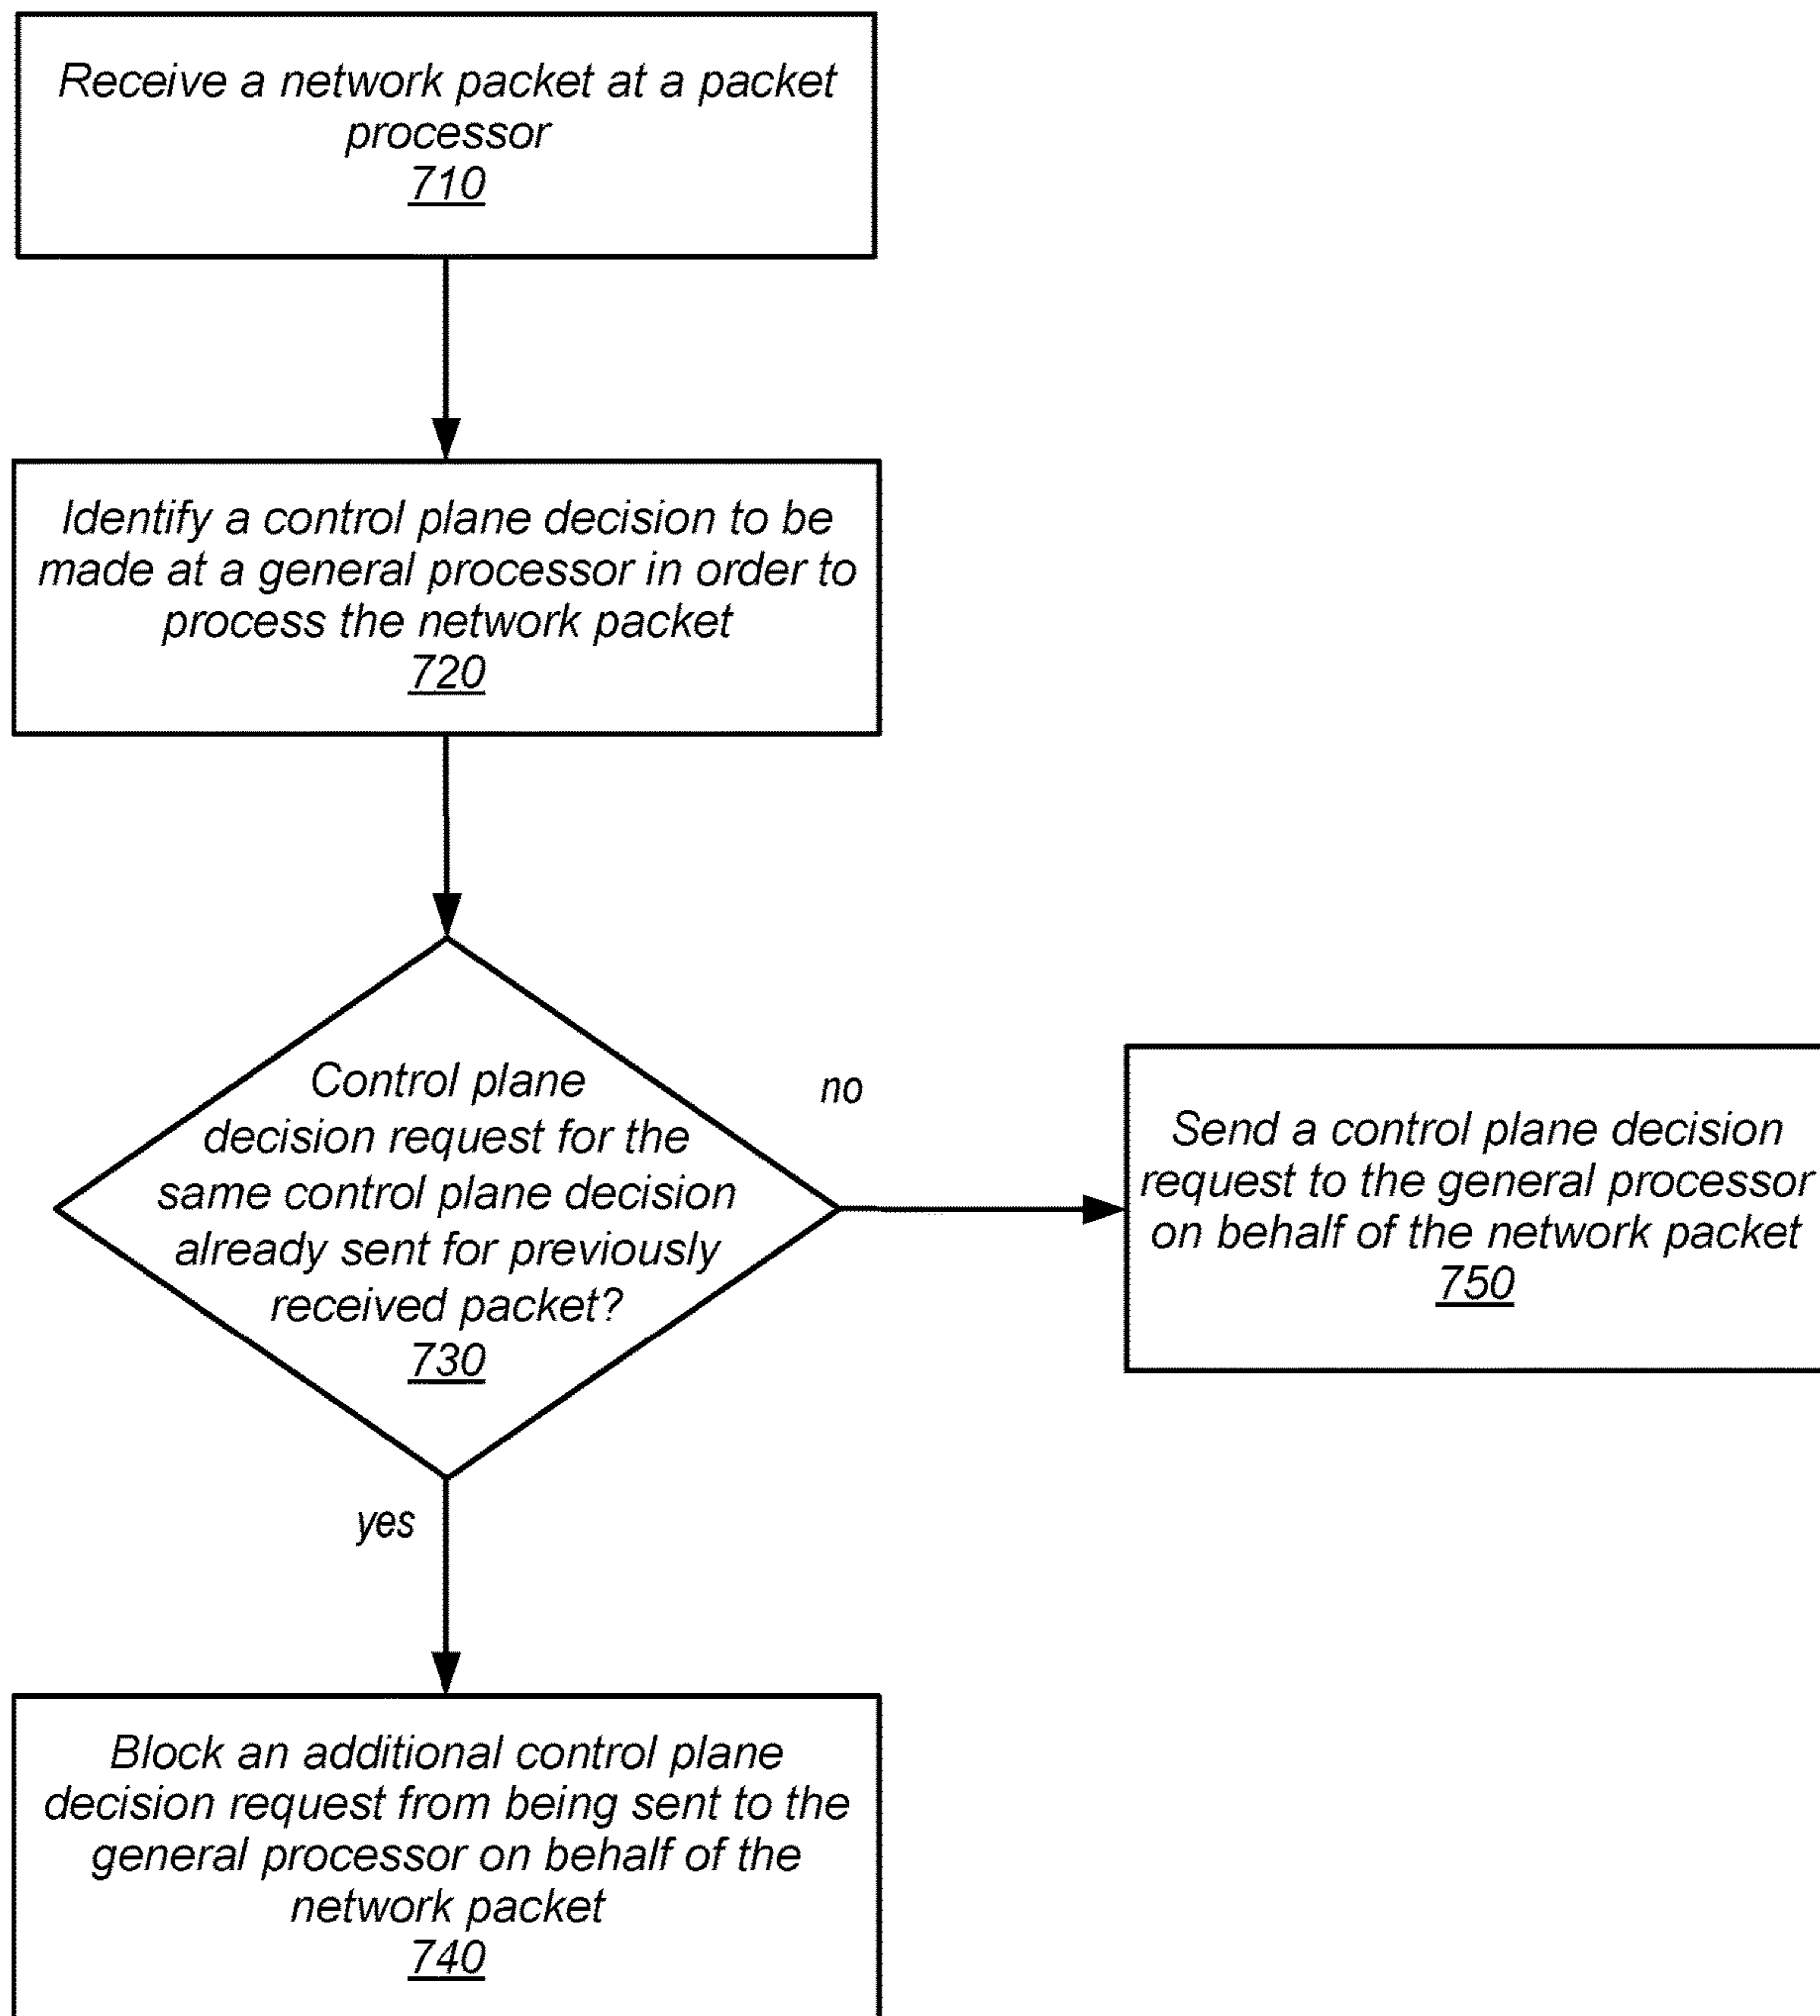 Receive a network packet at a packet
processor
710
Identify a control plane decision to be
made at a general processor in order to
process the network packet
720
Control plane
decision request for the
same control plane decision
already sent for previously
received packet?
730
no
Send a control plane decision
request to the general processor
on behalf of the network packet
750
yes
Block an additional control plane
decision request from being sent to the
general processor on behalf of the
network packet
740